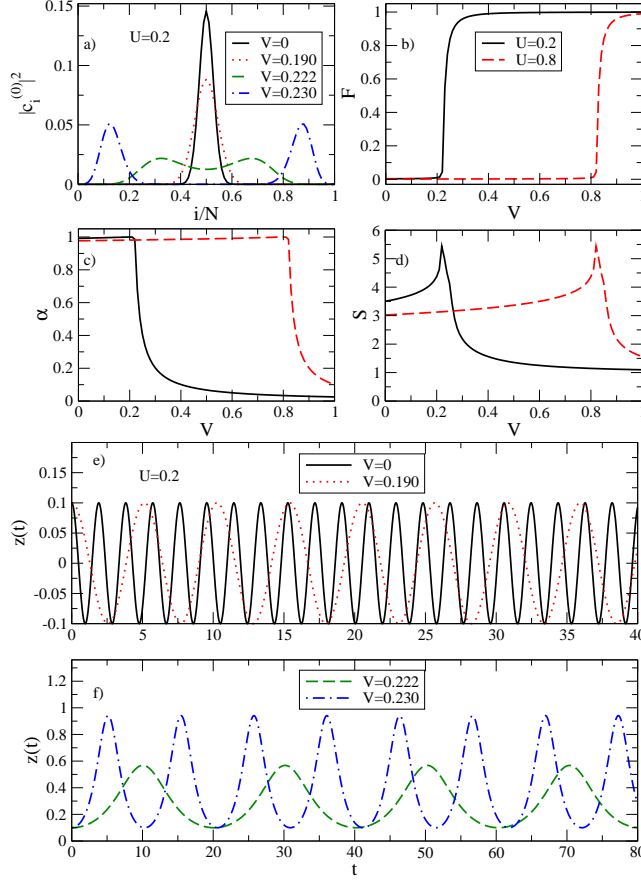 a) U=0.2
V=0
V=0.190
V=0.222
V=0.230
|c_i^{(0)}|^2
0.15
0.1
0.05
0
0 0.2 0.4 0.6 0.8 1
i/N
b)
U=0.2
U=0.8
F
1
0.8
0.6
0.4
0.2
0
0 0.2 0.4 0.6 0.8 1
V
c)
α
1
0.8
0.6
0.4
0.2
0
0 0.2 0.4 0.6 0.8 1
V
d)
S
6
5
4
3
2
1
0
0 0.2 0.4 0.6 0.8 1
V
e) U=0.2
V=0
V=0.190
z(t)
0.15
0.1
0.05
0
-0.05
-0.1
0 5 10 15 20 25 30 35 40
f)
V=0.222
V=0.230
z(t)
1.2
1
0.8
0.6
0.4
0.2
0
0 10 20 30 40 50 60 70 80
t